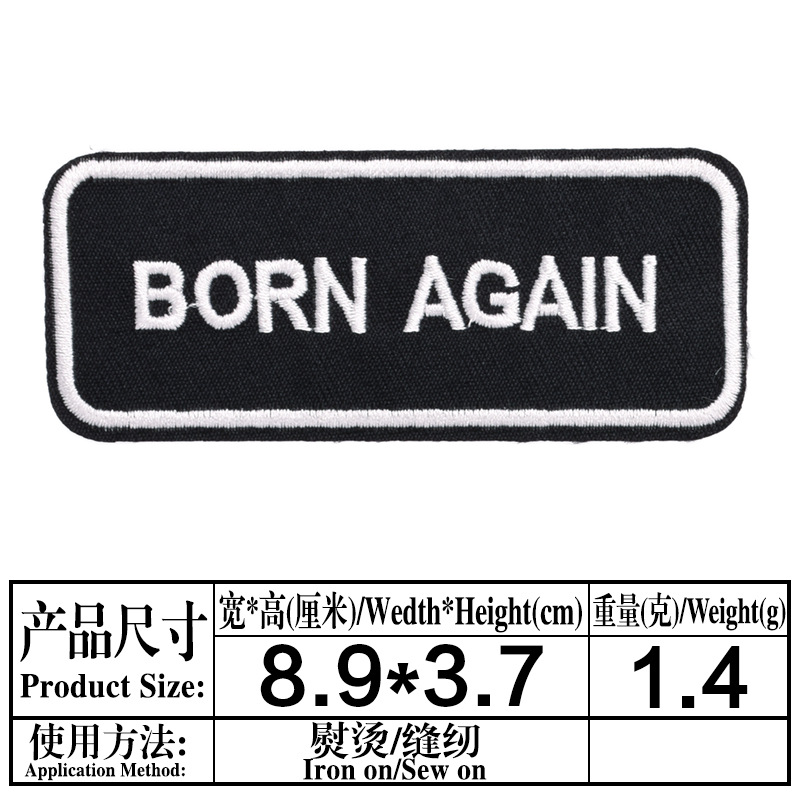 BORN AGAIN
产品尺寸
Product Size:
宽*高(厘米)/Wedth*Height(cm)
重量(克)/Weight(g)
8.9*3.7
1.4
使用方法:
Application Method:
熨烫/缝纫
Iron on/Sew on